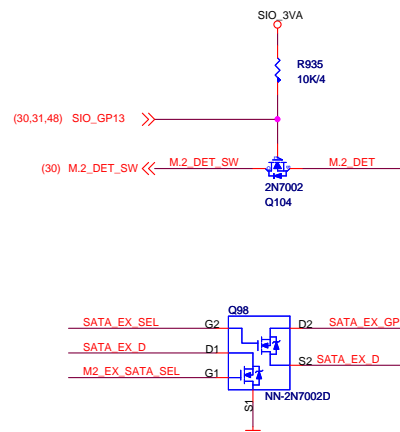 SIO_3VA
R935
10K/4
(30,31,48) SIO_GP13
(30) M.2_DET_SW M.2_DET_SW M.2_DET
2N7002
Q104
Q98
SATA_EX_SEL G2 D2 SATA_EX_GP
SATA_EX_D D1 S2 SATA_EX_D
M2_EX_SATA_SEL G1
NN-2N7002D
S1